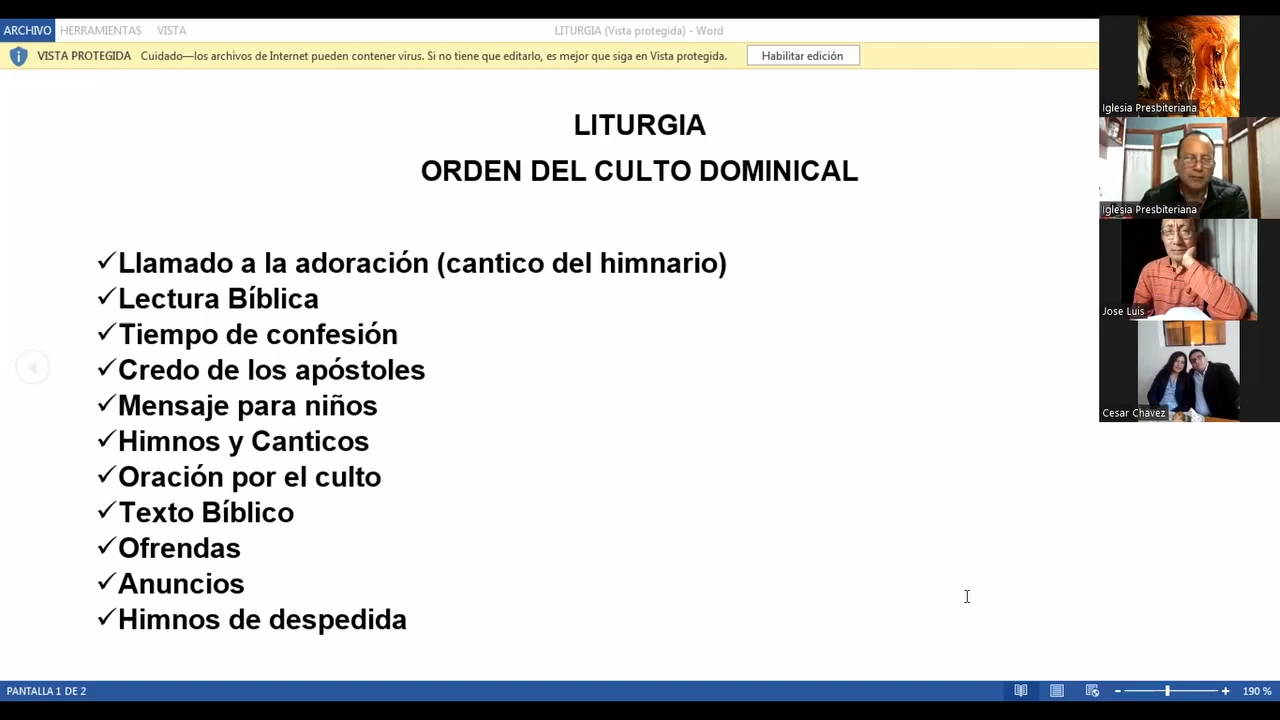 ARCHIVO HERRAMIENTAS VISTA LITURGIA (Vista protegida) - Word
VISTA PROTEGIDA Cuidado—los archivos de Internet pueden contener virus. Si no tiene que editarlo, es mejor que siga en Vista protegida. Habilitar edición
LITURGIA
ORDEN DEL CULTO DOMINICAL
✓Llamado a la adoración (cantico del himnario)
✓Lectura Bíblica
✓Tiempo de confesión
✓Credo de los apóstoles
✓Mensaje para niños
✓Himnos y Canticos
✓Oración por el culto
✓Texto Bíblico
✓Ofrendas
✓Anuncios
✓Himnos de despedida
Iglesia Presbiteriana
Iglesia Presbiteriana
Jose Luis
Cesar Chavez
PANTALLA 1 DE 2 190 %